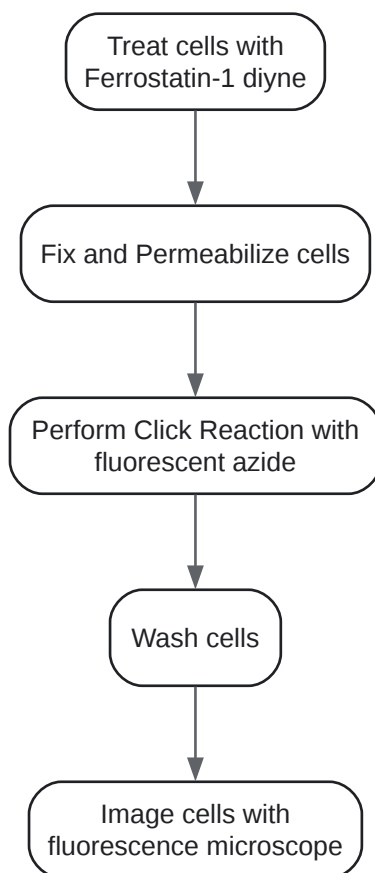 Treat cells with
Ferrostatin-1 diyne
Fix and Permeabilize cells
Perform Click Reaction with
fluorescent azide
Wash cells
Image cells with
fluorescence microscope